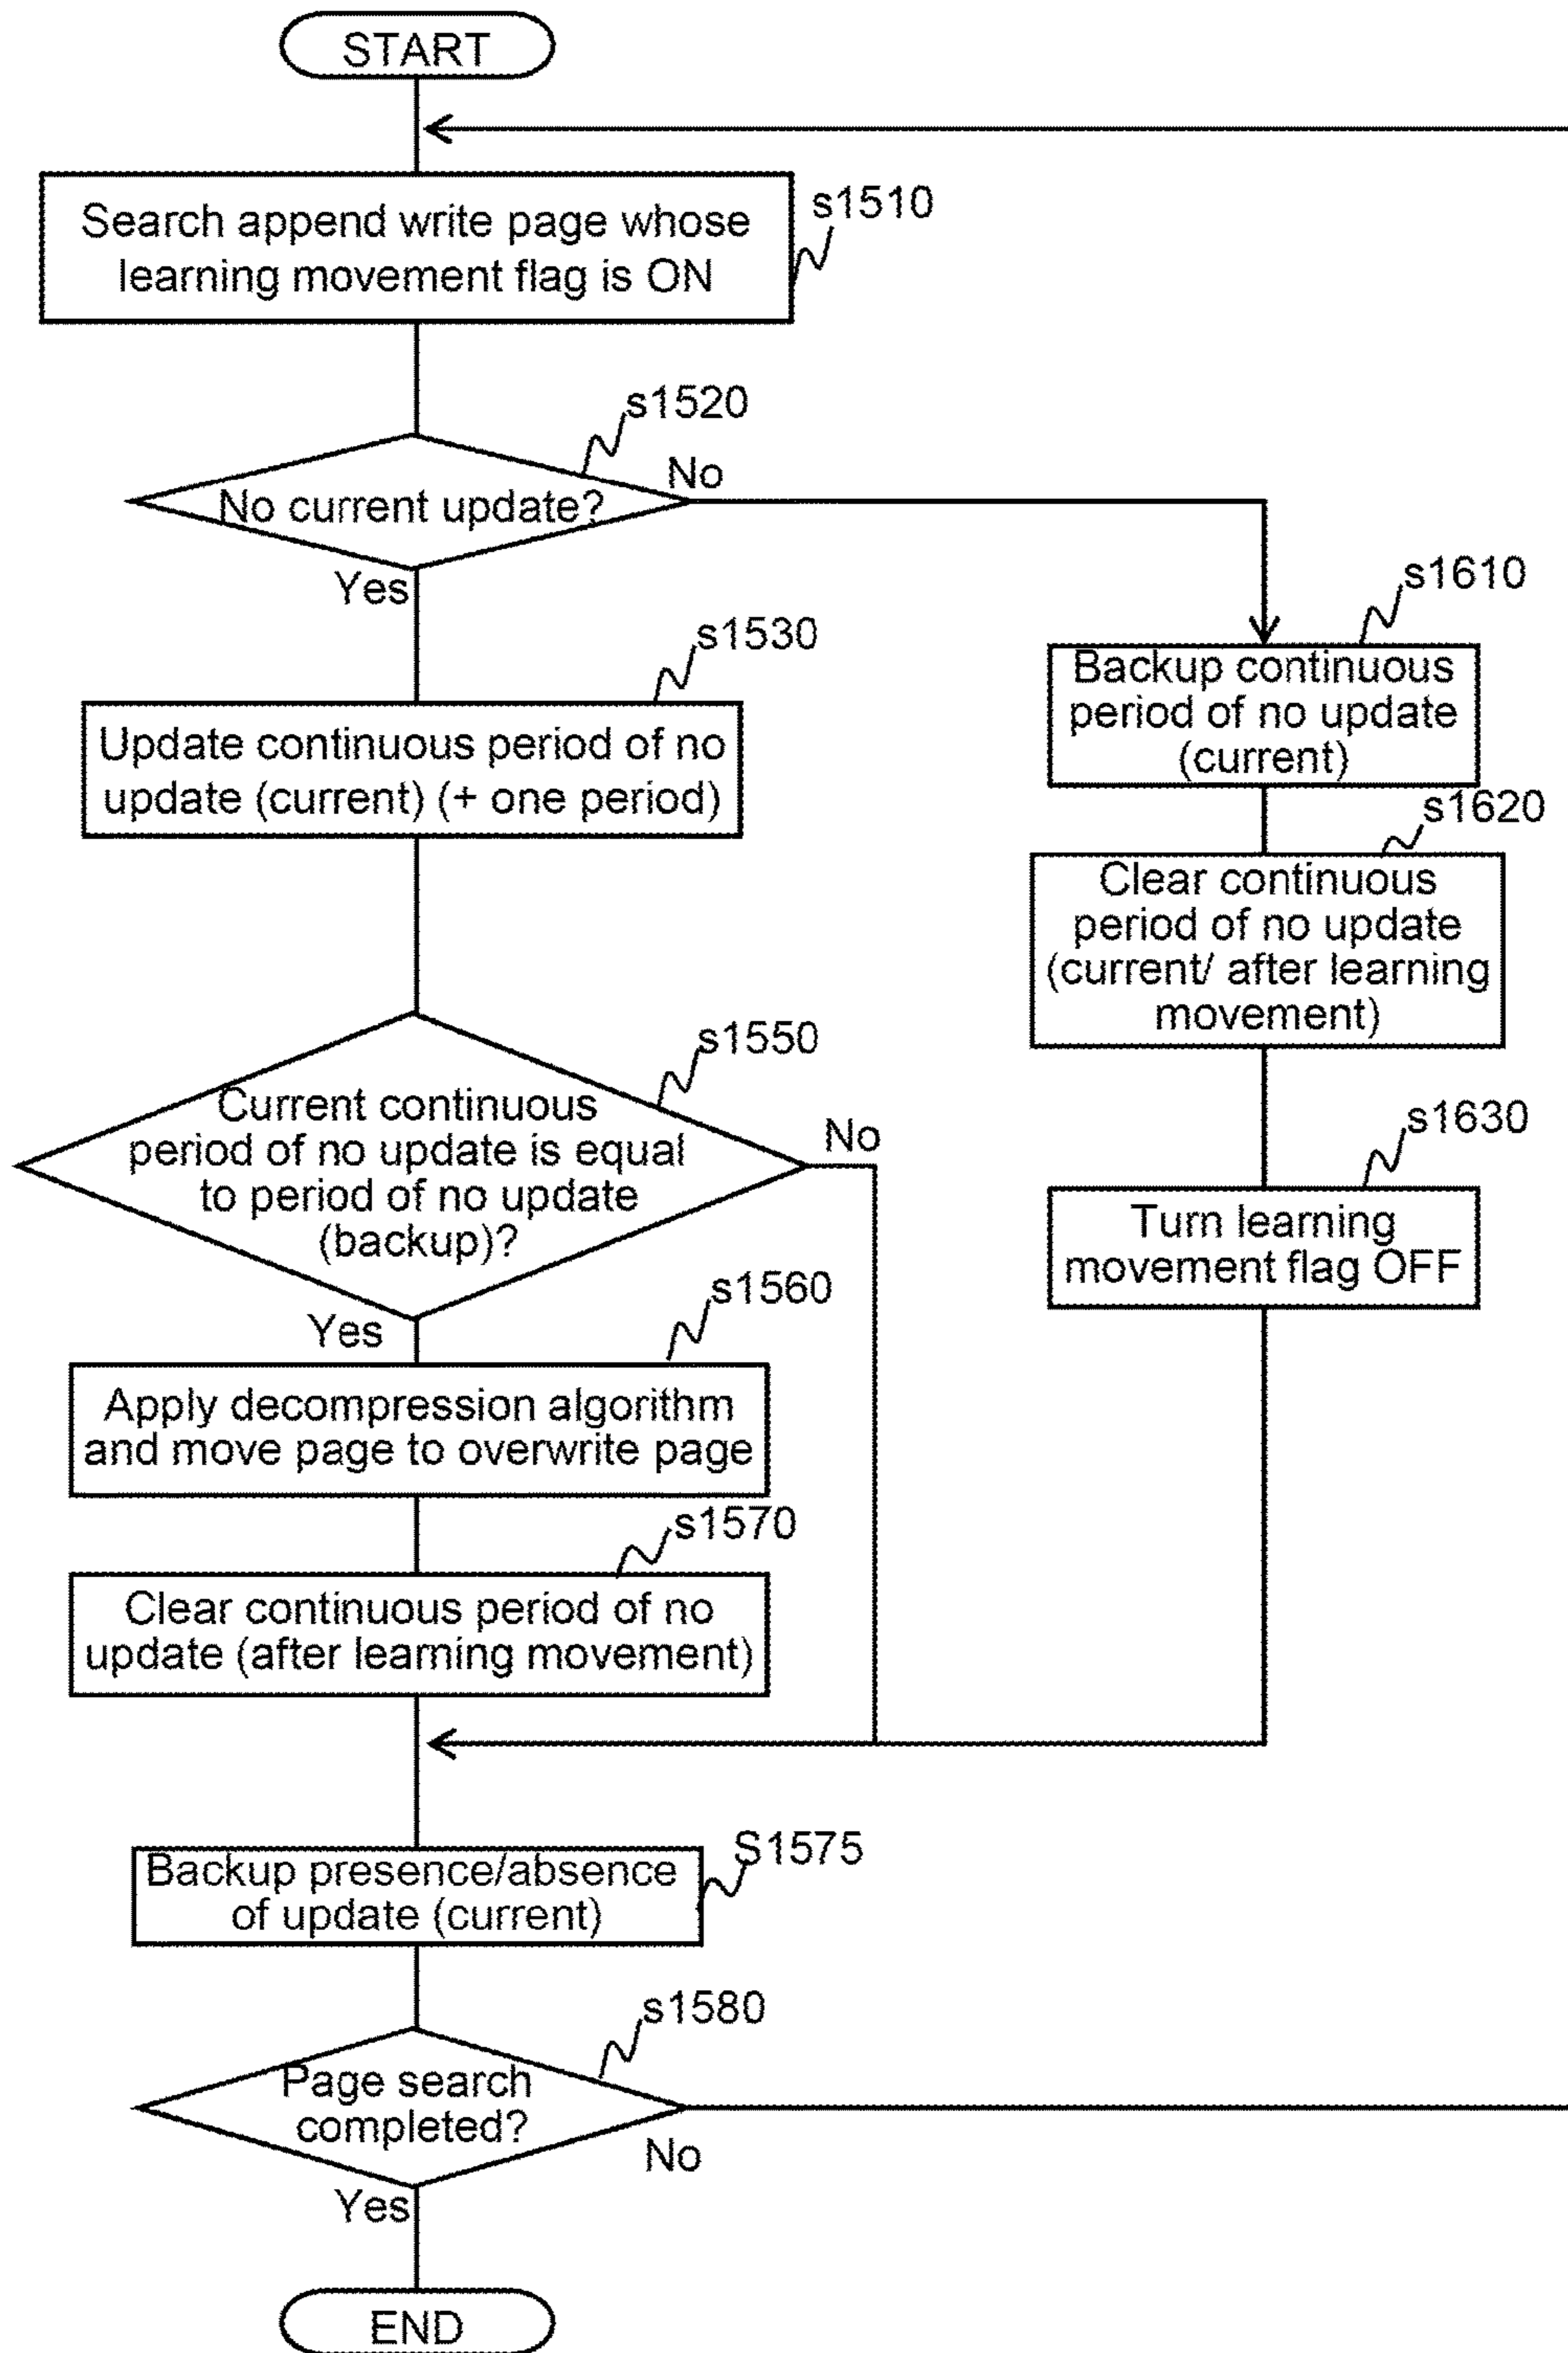 START
Search append write page whose
learning movement flag is ON
s1510
s1520
No current update?
No
Yes
s1530
Update continuous period of no
update (current) (+ one period)
s1610
Backup continuous
period of no update
(current)
s1620
Clear continuous
period of no update
(current/ after learning
movement)
s1630
Turn learning
movement flag OFF
s1550
Current continuous
period of no update is equal
to period of no update
(backup)?
No
Yes
s1560
Apply decompression algorithm
and move page to overwrite page
s1570
Clear continuous period of no
update (after learning movement)
S1575
Backup presence/absence
of update (current)
s1580
Page search
completed?
No
Yes
END